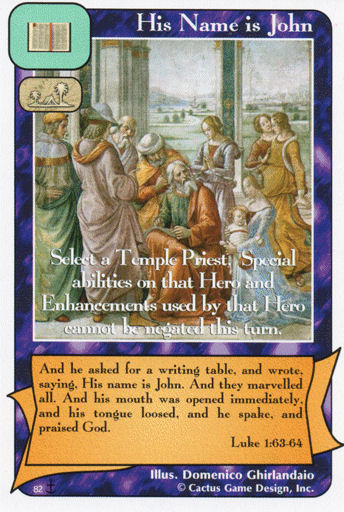 His Name is John
Select a Temple Priest. Special
abilities on that Hero and
Enhancements used by that Hero
cannot be negated this turn.
And he asked for a writing table, and wrote,
saying, His name is John. And they marvelled
all. And his mouth was opened immediately,
and his tongue loosed, and he spake, and
praised God.
Luke 1:63-64
Illus. Domenico Ghirlandaio
82
© Cactus Game Design, Inc.